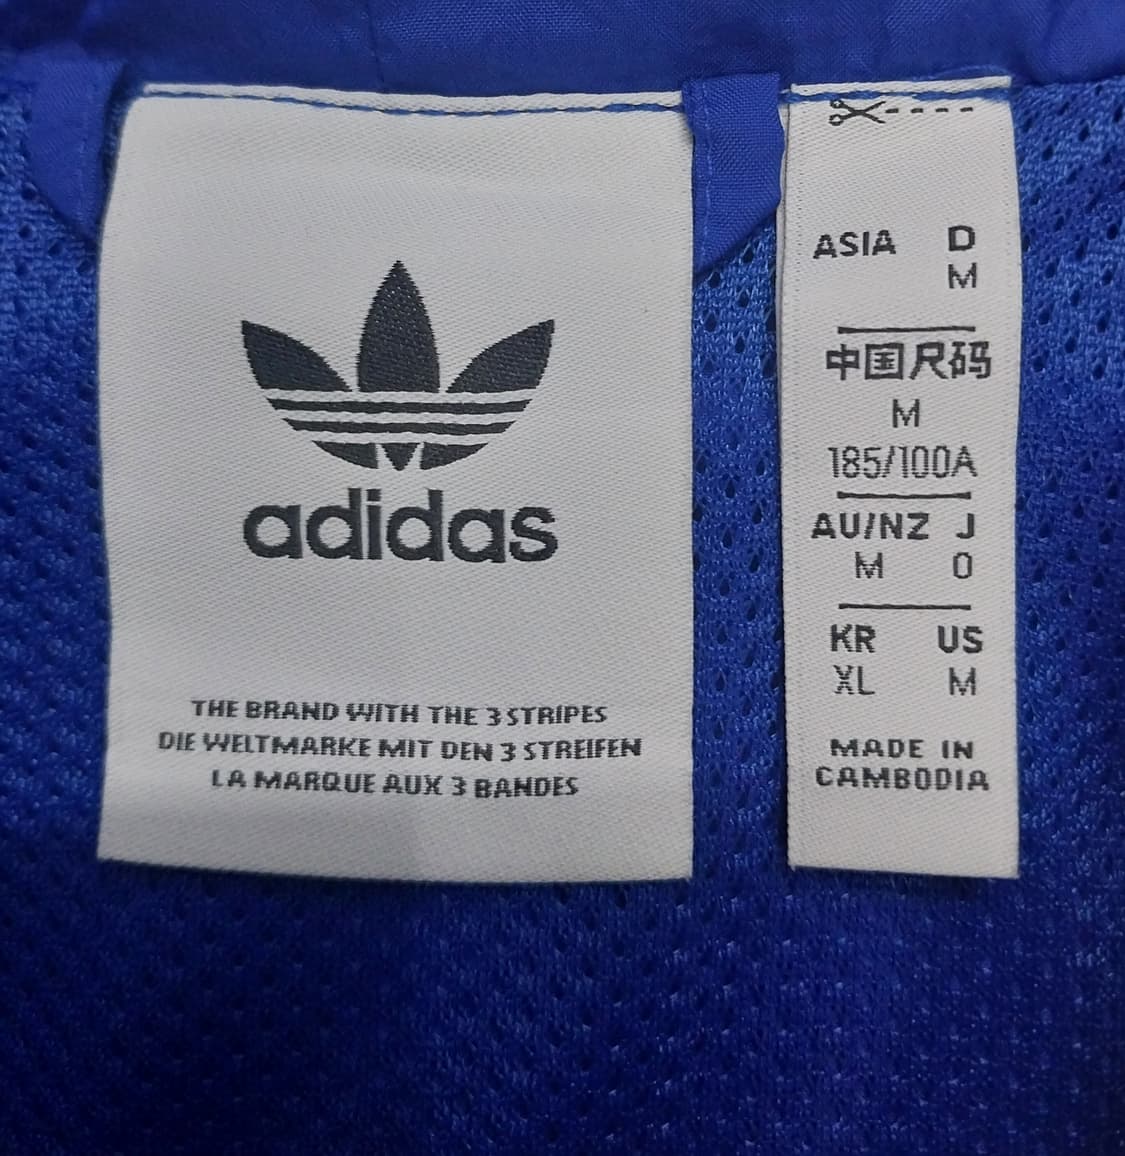 adidas
THE BRAND WITH THE 3 STRIPES
DIE WELTMARKE MIT DEN 3 STREIFEN
LA MARQUE AUX 3 BANDES
ASIA D
M
中国尺码
M
185/100A
AU/NZ J
M O
KR US
XL M
MADE IN
CAMBODIA